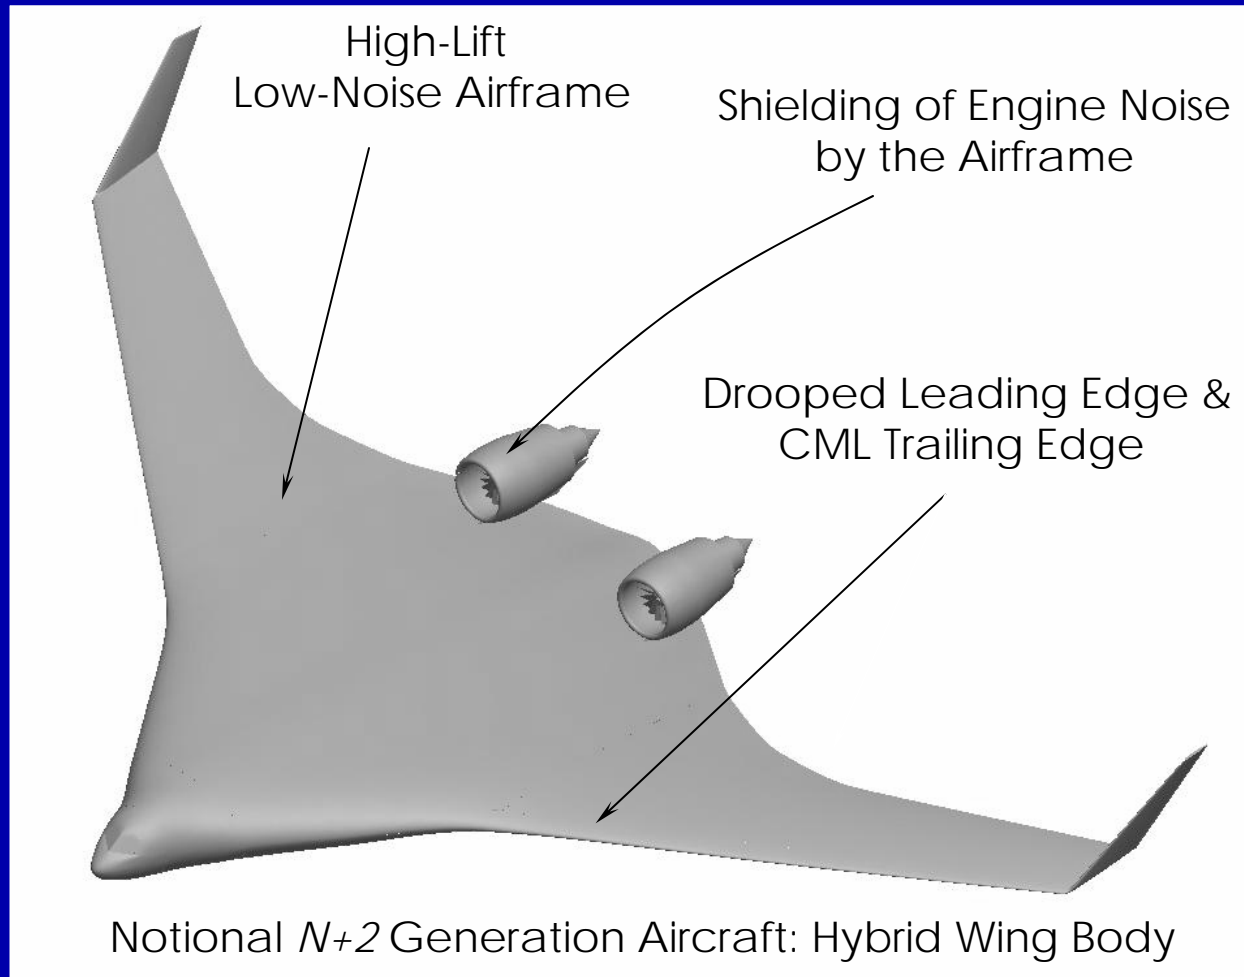 High-Lift
Low-Noise Airframe
Shielding of Engine Noise
by the Airframe
Drooped Leading Edge &
CML Trailing Edge
Notional N+2 Generation Aircraft: Hybrid Wing Body